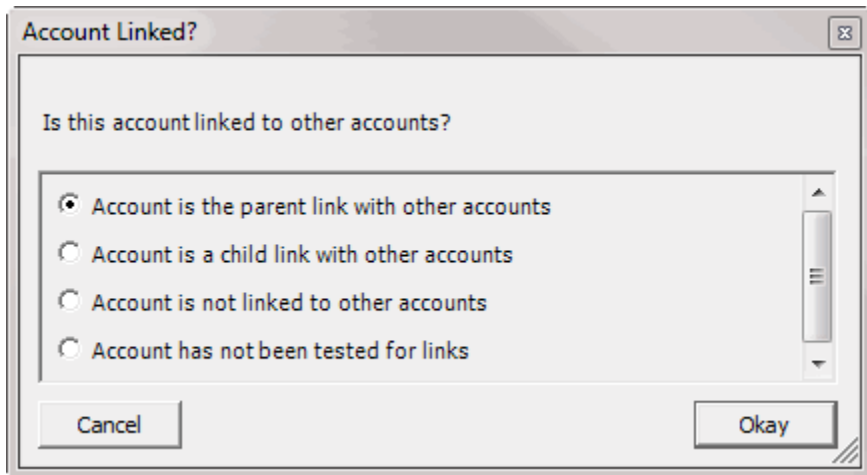 Account Linked?
Is this account linked to other accounts?
Account is the parent link with other accounts
Account is a child link with other accounts
Account is not linked to other accounts
Account has not been tested for links
Cancel
Okay